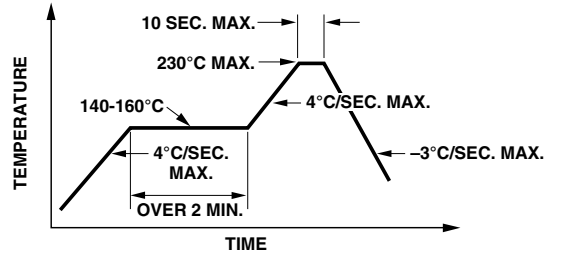 10 SEC. MAX.
230°C MAX.
140-160°C
4°C/SEC. MAX.
4°C/SEC.
MAX.
–3°C/SEC. MAX.
OVER 2 MIN.
TEMPERATURE
TIME